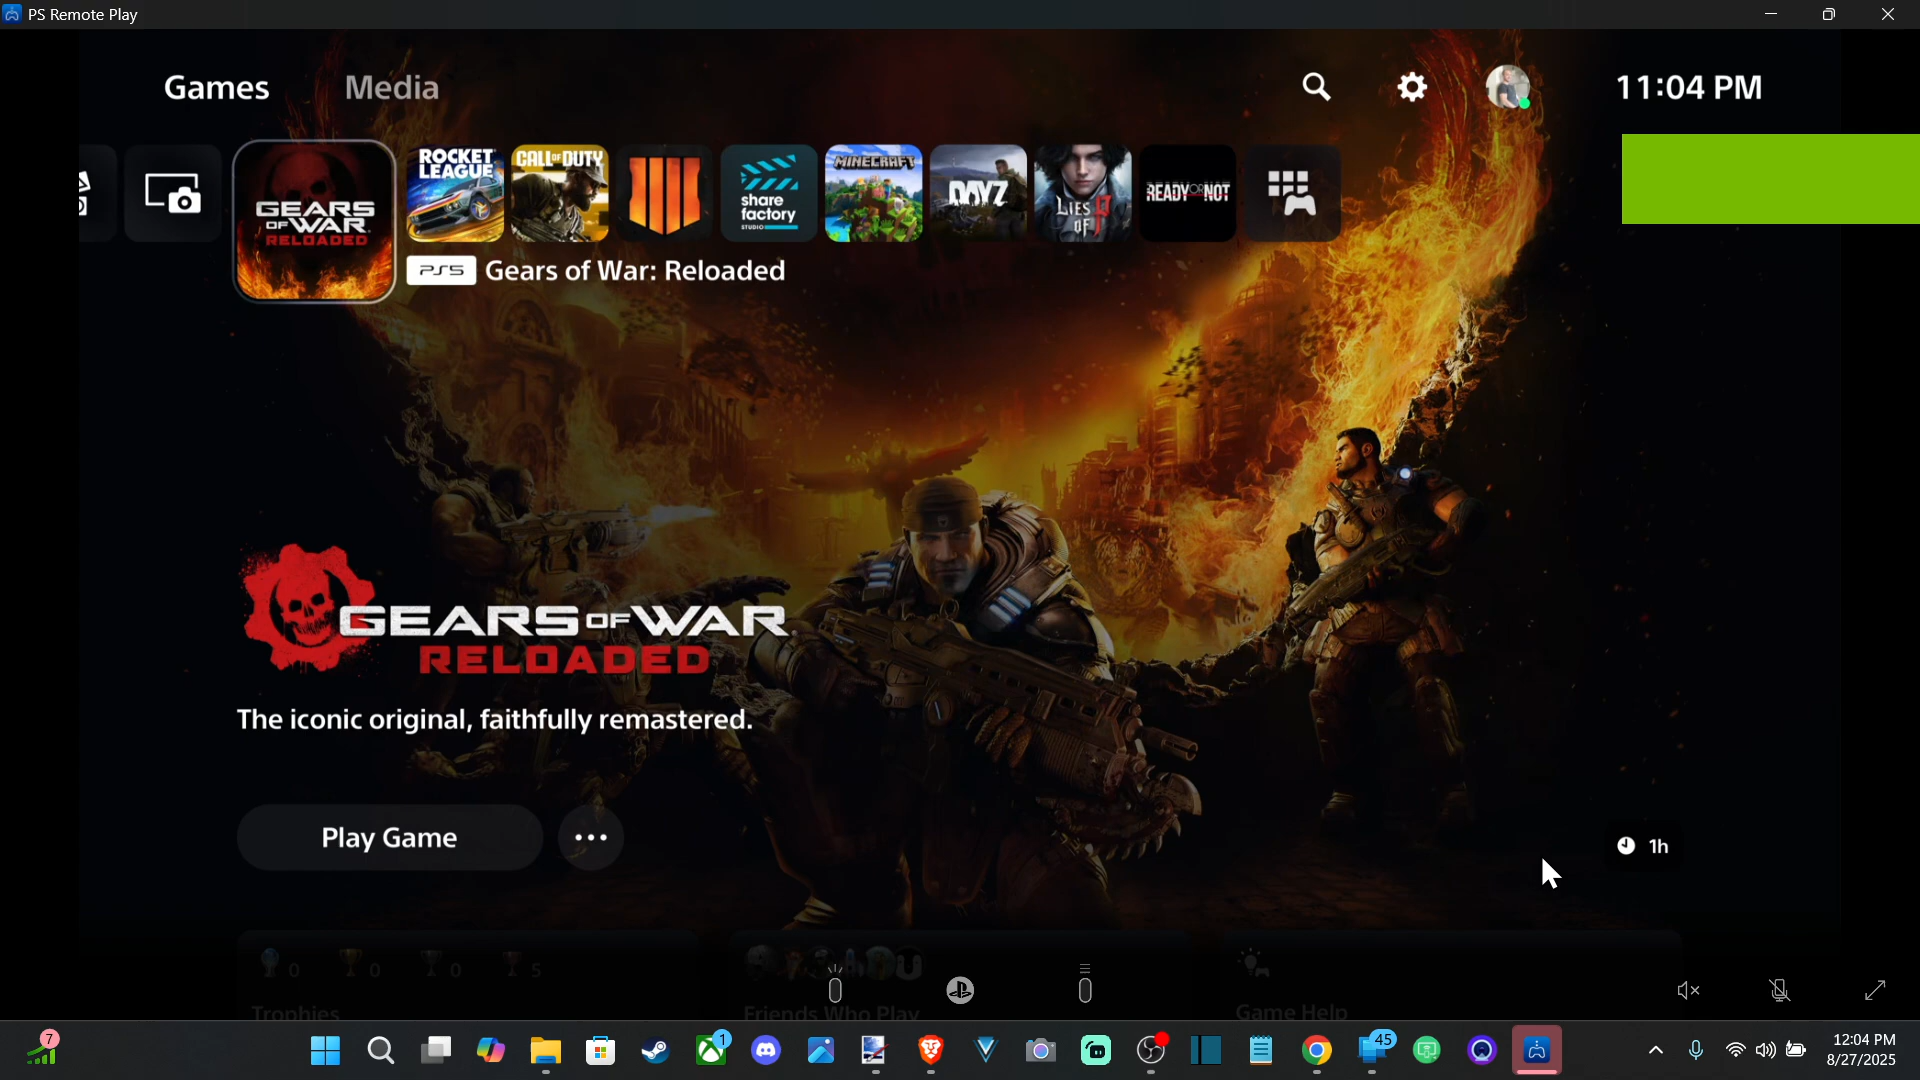 PS Remote Play
Games
Media
11:04 PM
GEARS
OF WAR
RELOADED
ROCKET
LEAGUE
CALL OF DUTY
IIII
share
factory
STUDIO
MINECRAFT
DAYZ
LIES
OF P
READY OR NOT
PS5
Gears of War: Reloaded
GEARS OF WAR
RELOADED
The iconic original, faithfully remastered.
Play Game
1h
0
0
0
5
Trophies
Friends Who Play
Game Help
7
1
45
12:04 PM
8/27/2025